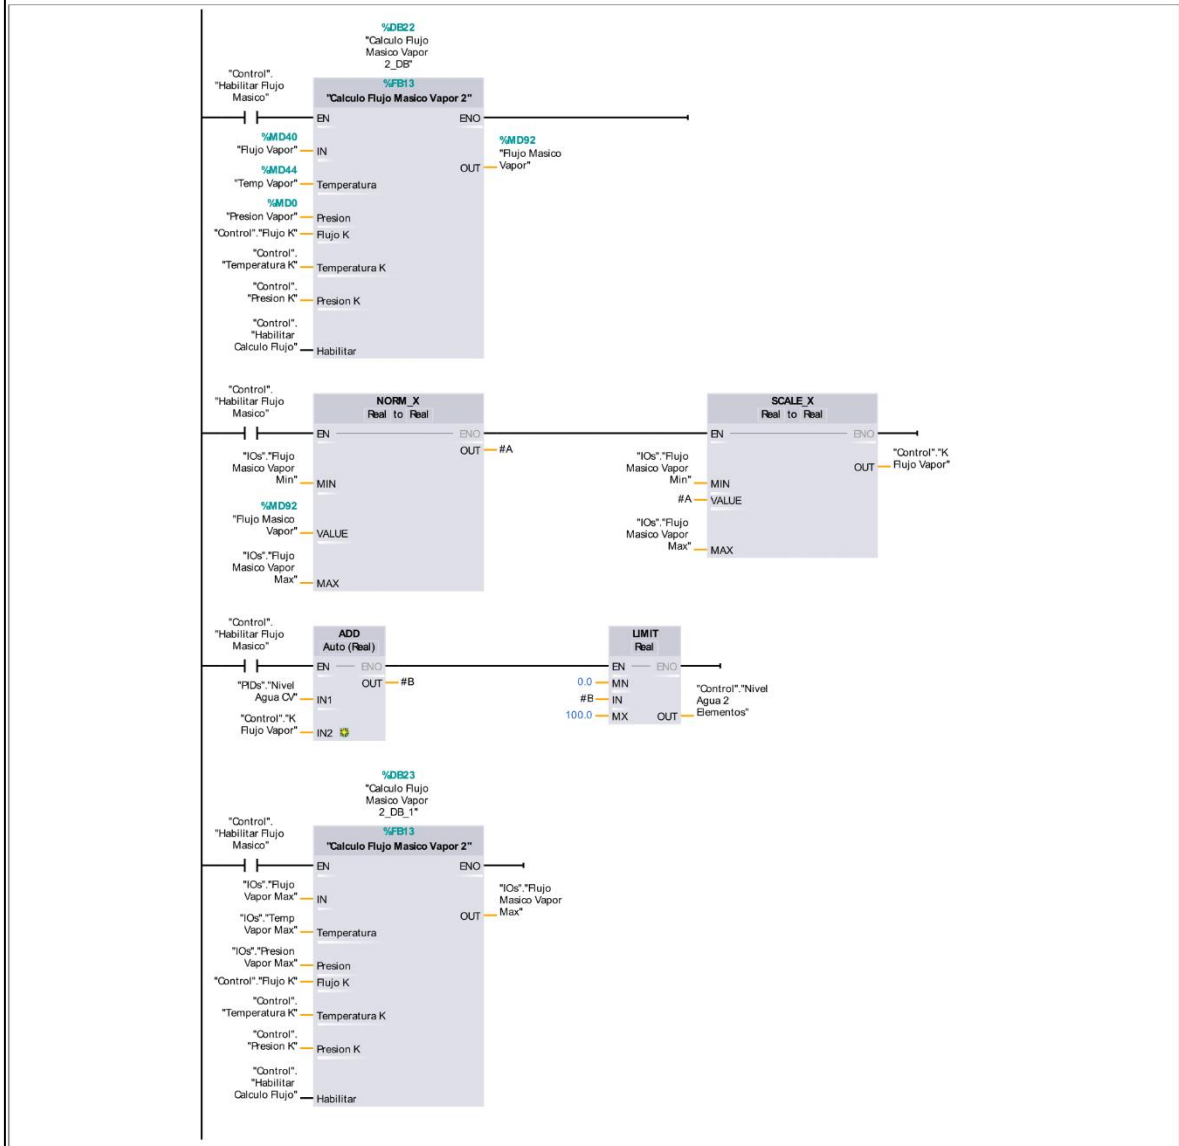 %DB22
"Calculo Flujo
Masico Vapor
2_DB"
"Control".
"Habilitar Flujo
Masico"
%FB13
"Calculo Flujo Masico Vapor 2"
EN
ENO
%MD40
"Flujo Vapor"
IN
%MD92
"Flujo Masico
Vapor"
OUT
%MD44
"Temp Vapor"
Temperatura
%MD0
"Presion Vapor"
Presion
"Control"."Flujo K"
Flujo K
"Control".
"Temperatura K"
Temperatura K
"Control".
"Presion K"
Presion K
"Control".
"Habilitar
Calculo Flujo"
Habilitar
"Control".
"Habilitar Flujo
Masico"
NORM_X
Real to Real
EN
ENO
OUT
#A
"IOs"."Flujo
Masico Vapor
Min"
MIN
%MD92
"Flujo Masico
Vapor"
VALUE
"IOs"."Flujo
Masico Vapor
Max"
MAX
SCALE_X
Real to Real
EN
ENO
"IOs"."Flujo
Masico Vapor
Min"
MIN
"Control"."K
Flujo Vapor"
OUT
#A
VALUE
"IOs"."Flujo
Masico Vapor
Max"
MAX
"Control".
"Habilitar Flujo
Masico"
ADD
Auto (Real)
EN
ENO
OUT
#B
"PIDs"."Nivel
Agua CV"
IN1
"Control"."K
Flujo Vapor"
IN2
LIMIT
Real
EN
ENO
0.0
MN
#B
IN
100.0
MX
OUT
"Control"."Nivel
Agua 2
Elementos"
%DB23
"Calculo Flujo
Masico Vapor
2_DB_1"
"Control".
"Habilitar Flujo
Masico"
%FB13
"Calculo Flujo Masico Vapor 2"
EN
ENO
"IOs"."Flujo
Vapor Max"
IN
"IOs"."Flujo
Masico Vapor
Max"
OUT
"IOs"."Temp
Vapor Max"
Temperatura
"IOs"."Presion
Vapor Max"
Presion
"Control"."Flujo K"
Flujo K
"Control".
"Temperatura K"
Temperatura K
"Control".
"Presion K"
Presion K
"Control".
"Habilitar
Calculo Flujo"
Habilitar